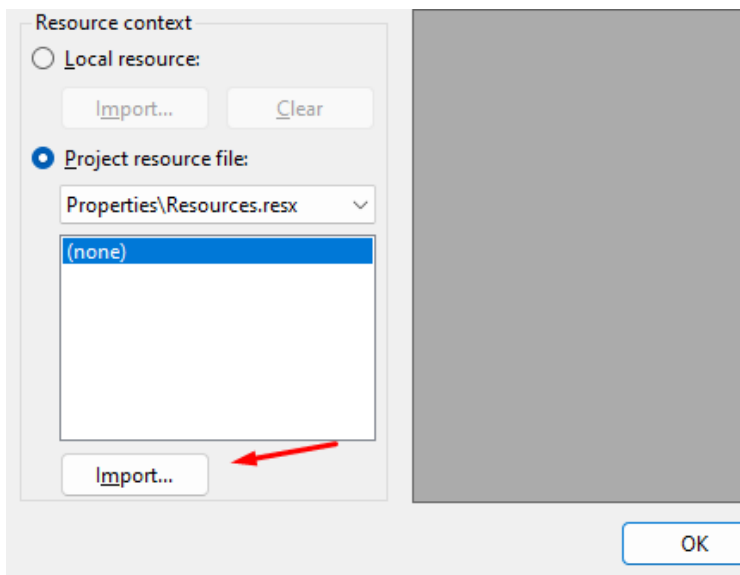 Resource context
Local resource:
Import...
Clear
Project resource file:
Properties\Resources.resx
(none)
Import...
OK